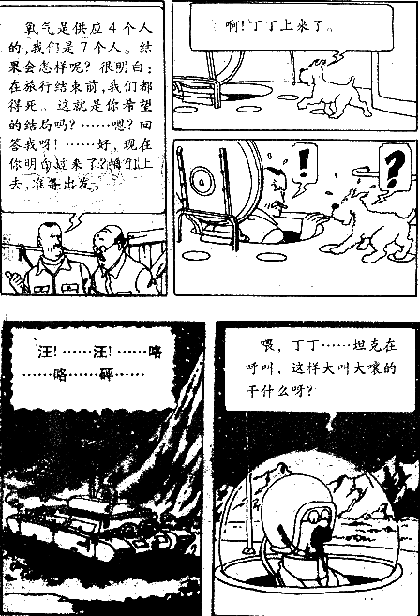 氧气是供应4个人
的,我们是7个人。结
果会怎样呢?很明白:
在旅行结束前,我们都
得死。这就是你希望
的结局吗?……嗯?回
答我呀!……好,现在
你明白过来了?
去,准备出发
啊!丁丁上来了。
!
?
汪!……汪!……咯
……咯……砰……
喂,丁丁……坦克在
呼叫,这样大叫大嚷的
干什么呀?